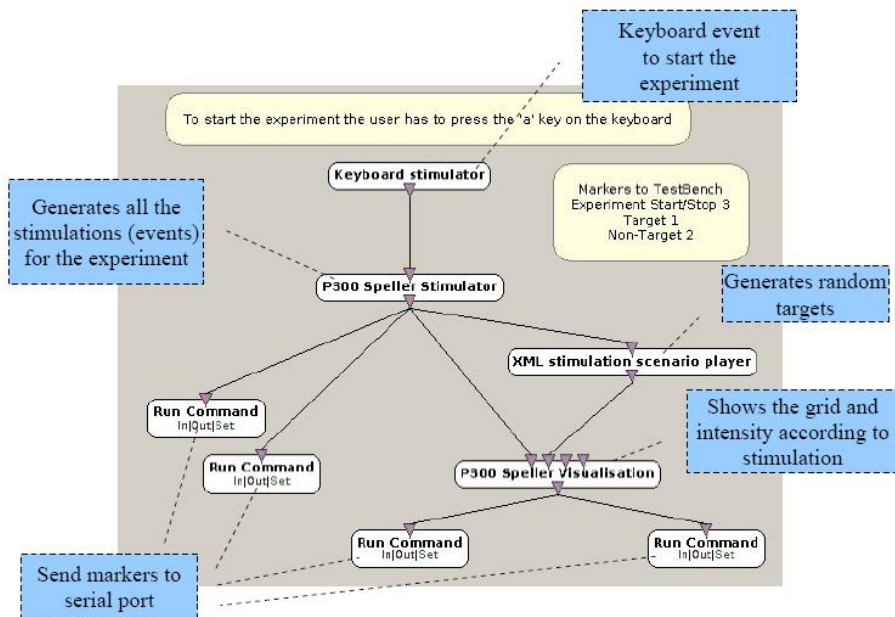 Keyboard event
to start the
experiment
To start the experiment the user has to press the 'a' key on the keyboard
Keyboard stimulator
Markers to TestBench
Experiment Start/Stop 3
Target 1
Non-Target 2
Generates all the
stimulations (events)
for the experiment
P300 Speller Stimulator
Generates random
targets
XML stimulation scenario player
Run Command
In|Out|Set
Shows the grid and
intensity according to
stimulation
Run Command
In|Out|Set
P300 Speller Visualisation
Run Command
In|Out|Set
Run Command
In|Out|Set
Send markers to
serial port